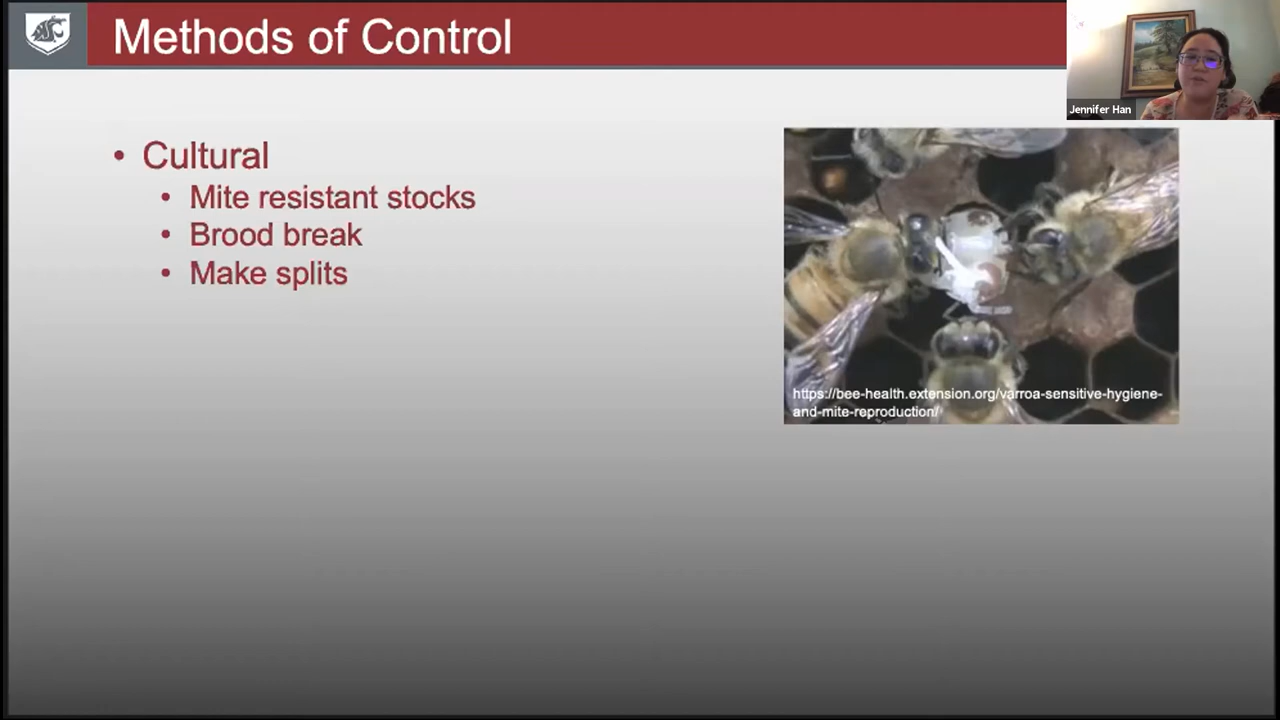 Methods of Control
Jennifer Han
• Cultural
• Mite resistant stocks
• Brood break
• Make splits
https://bee-health.extension.org/varroa-sensitive-hygiene-
and-mite-reproduction/